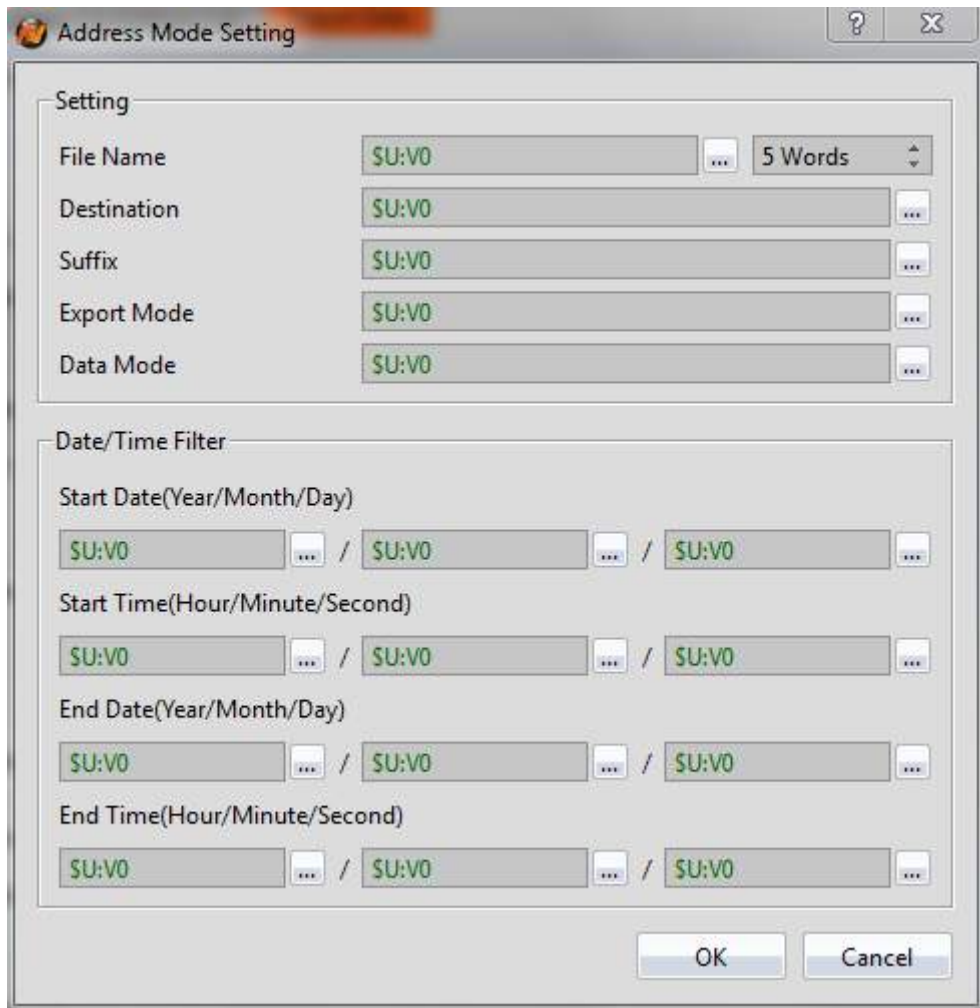 Address Mode Setting
Setting
File Name $U:V0 ... 5 Words
Destination $U:V0 ...
Suffix $U:V0 ...
Export Mode $U:V0 ...
Data Mode $U:V0 ...
Date/Time Filter
Start Date(Year/Month/Day)
$U:V0 ... / $U:V0 ... / $U:V0 ...
Start Time(Hour/Minute/Second)
$U:V0 ... / $U:V0 ... / $U:V0 ...
End Date(Year/Month/Day)
$U:V0 ... / $U:V0 ... / $U:V0 ...
End Time(Hour/Minute/Second)
$U:V0 ... / $U:V0 ... / $U:V0 ...
OK Cancel